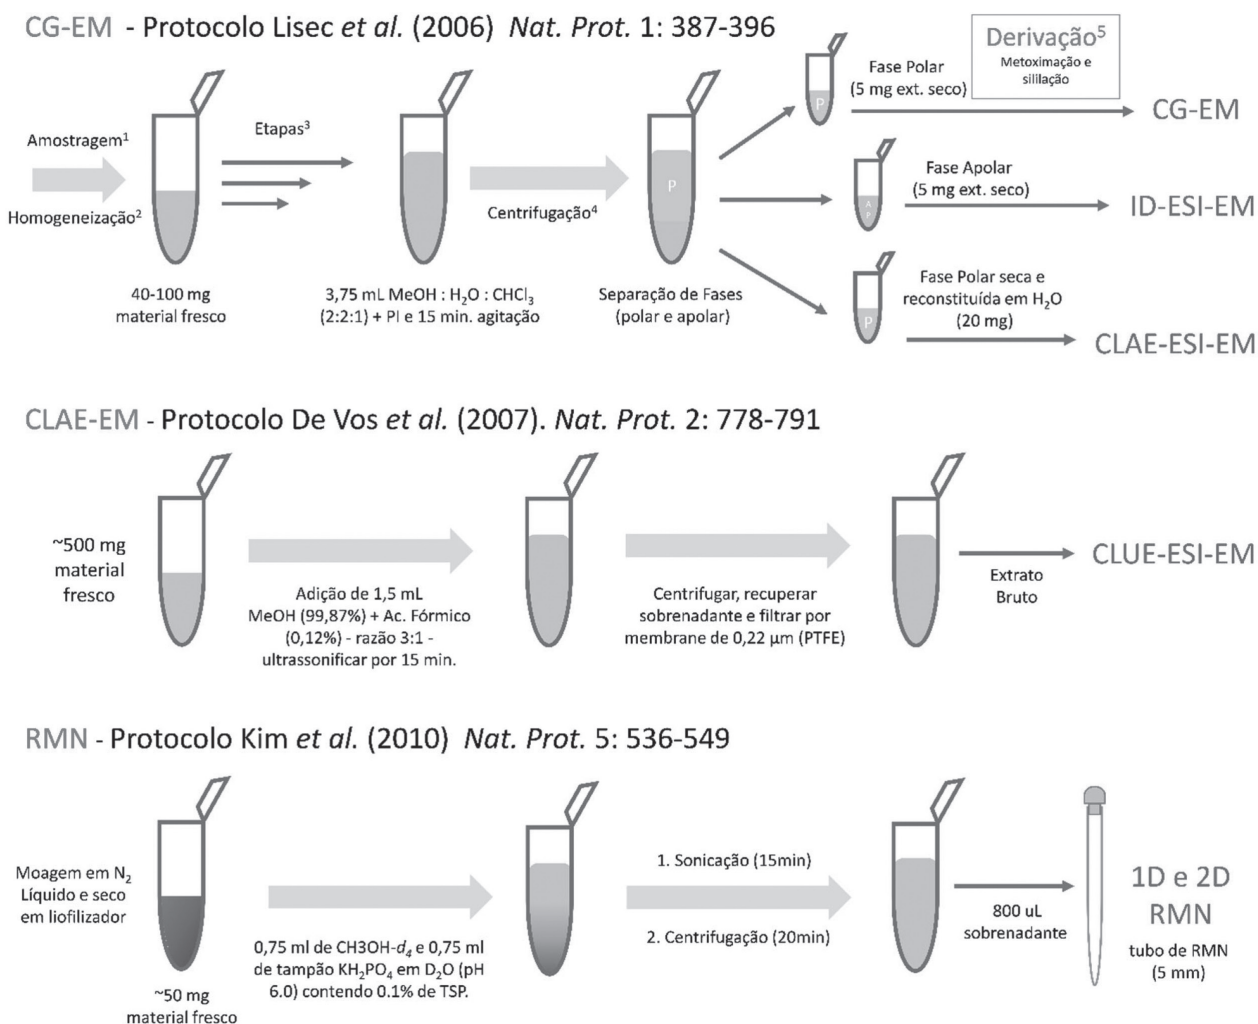 CG-EM - Protocolo Lisec et al. (2006) Nat. Prot. 1: 387-396
Amostragem¹
Homogeneização²
40-100 mg
material fresco
Etapas³
3,75 mL MeOH : H₂O : CHCl₃
(2:2:1) + PI e 15 min. agitação
Centrifugação⁴
P
Separação de Fases
(polar e apolar)
P
Fase Polar
(5 mg ext. seco)
Derivação⁵
Metoximação e
sililação
CG-EM
A
P
Fase Apolar
(5 mg ext. seco)
ID-ESI-EM
P
Fase Polar seca e
reconstituída em H₂O
(20 mg)
CLAE-ESI-EM
CLAE-EM - Protocolo De Vos et al. (2007). Nat. Prot. 2: 778-791
~500 mg
material
fresco
Adição de 1,5 mL
MeOH (99,87%) + Ac. Fórmico
(0,12%) - razão 3:1 -
ultrassonificar por 15 min.
Centrifugar, recuperar
sobrenadante e filtrar por
membrane de 0,22 µm (PTFE)
Extrato
Bruto
CLUE-ESI-EM
RMN - Protocolo Kim et al. (2010) Nat. Prot. 5: 536-549
Moagem em N₂
Líquido e seco
em liofilizador
~50 mg
material fresco
0,75 ml de CH3OH-d₄ e 0,75 ml
de tampão KH₂PO₄ em D₂O (pH
6.0) contendo 0.1% de TSP.
1. Sonicação (15min)
2. Centrifugação (20min)
800 uL
sobrenadante
1D e 2D
RMN
tubo de RMN
(5 mm)